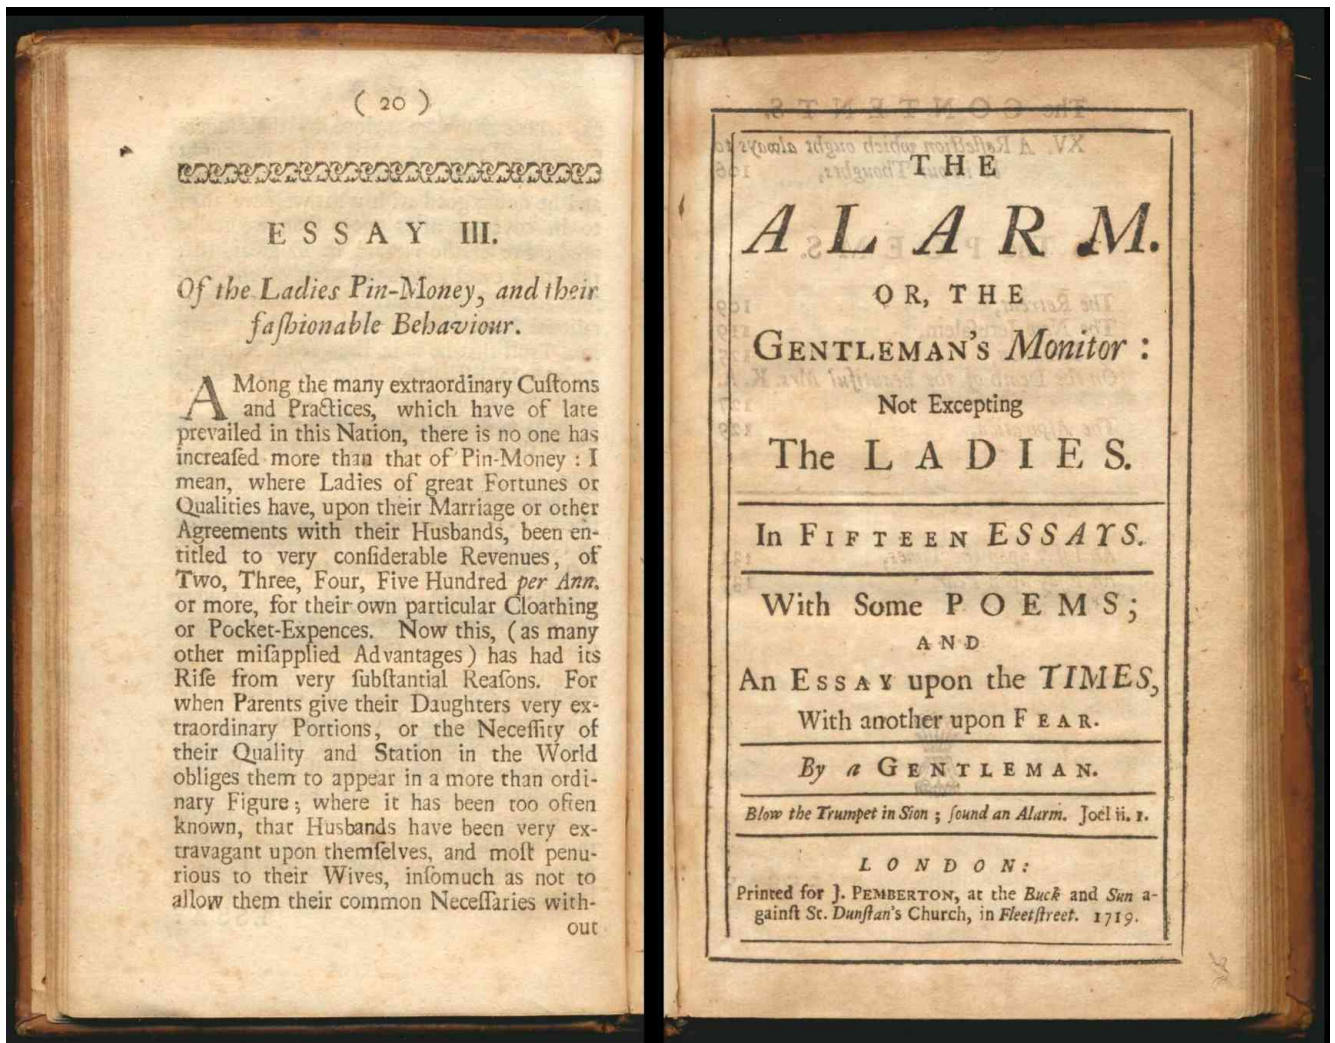 ( 20 )
ESSAY III.
Of the Ladies Pin-Money, and their
faſhionable Behaviour.
AMong the many extraordinary Cuſtoms
and Practices, which have of late
prevailed in this Nation, there is no one has
increaſed more than that of Pin-Money : I
mean, where Ladies of great Fortunes or
Qualities have, upon their Marriage or other
Agreements with their Husbands, been en-
titled to very conſiderable Revenues, of
Two, Three, Four, Five Hundred per Ann.
or more, for their own particular Cloathing
or Pocket-Expences. Now this, (as many
other miſapplied Advantages) has had its
Riſe from very ſubſtantial Reaſons. For
when Parents give their Daughters very ex-
traordinary Portions, or the Neceſſity of
their Quality and Station in the World
obliges them to appear in a more than ordi-
nary Figure; where it has been too often
known, that Husbands have been very ex-
travagant upon themſelves, and moſt penu-
rious to their Wives, inſomuch as not to
allow them their common Neceſſaries with-
out
THE
ALARM.
OR, THE
GENTLEMAN'S Monitor :
Not Excepting
The LADIES.
In FIFTEEN ESSAYS.
With Some POEMS;
AND
An ESSAY upon the TIMES,
With another upon FEAR.
By a GENTLEMAN.
Blow the Trumpet in Sion ; ſound an Alarm. Joel ii. 1.
LONDON:
Printed for J. PEMBERTON, at the Buck and Sun a-
gainſt St. Dunſtan's Church, in Fleetſtreet. 1719.